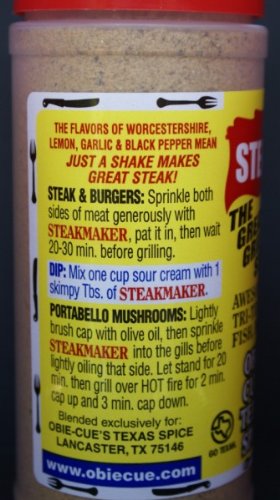 THE FLAVORS OF WORCESTERSHIRE,
LEMON, GARLIC & BLACK PEPPER MEAN
JUST A SHAKE MAKES
GREAT STEAK!
STEAK & BURGERS: Sprinkle both
sides of meat generously with
STEAKMAKER, pat it in, then wait
20-30 min. before grilling.
DIP: Mix one cup sour cream with 1
skimpy Tbs. of STEAKMAKER.
PORTABELLO MUSHROOMS: Lightly
brush cap with olive oil, then sprinkle
STEAKMAKER into the gills before
lightly oiling that side. Let stand for 20
min, then grill over HOT fire for 2 min.
cap up and 3 min. cap down.
Blended exclusively for:
OBIE-CUE'S TEXAS SPICE
LANCASTER, TX 75146
www.obiecue.com
GO TEXAN.
STE
THE